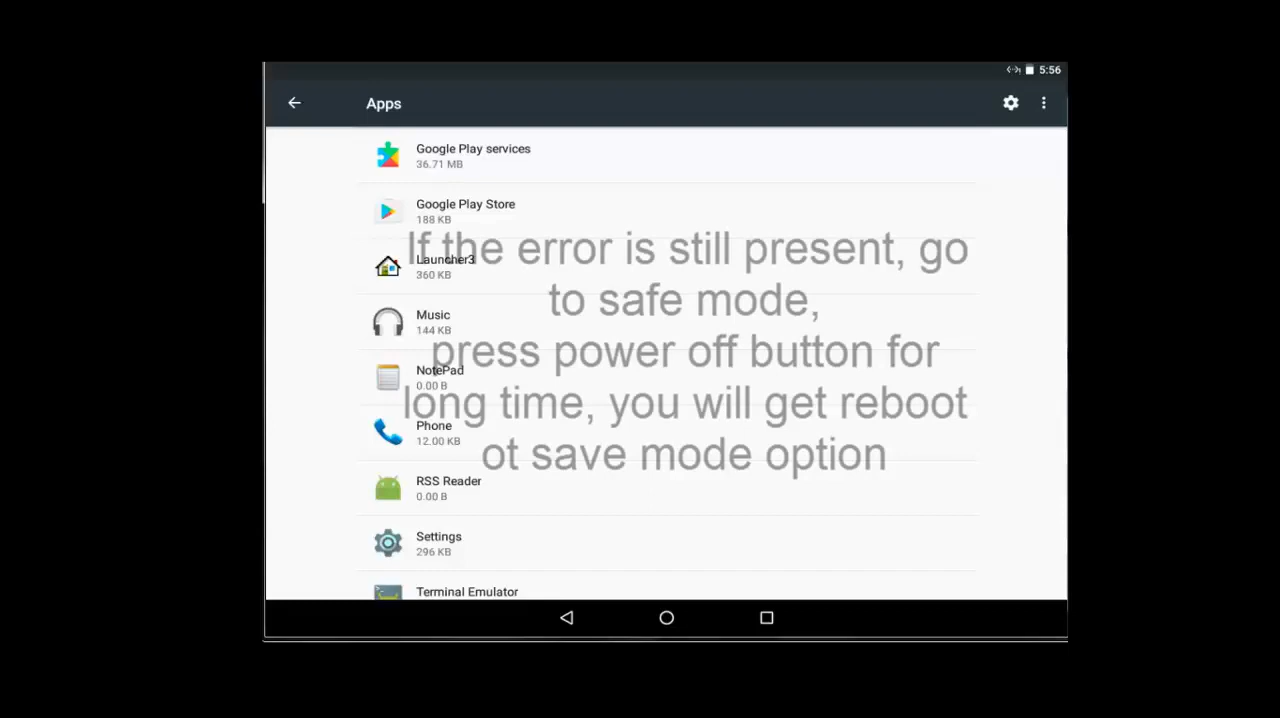 5:56
Apps
Google Play services
36.71 MB
Google Play Store
188 KB
Launcher3
360 KB
Music
144 KB
NotePad
0.00 B
Phone
12.00 KB
RSS Reader
0.00 B
Settings
296 KB
Terminal Emulator
If the error is still present, go
to safe mode,
press power off button for
long time, you will get reboot
ot save mode option